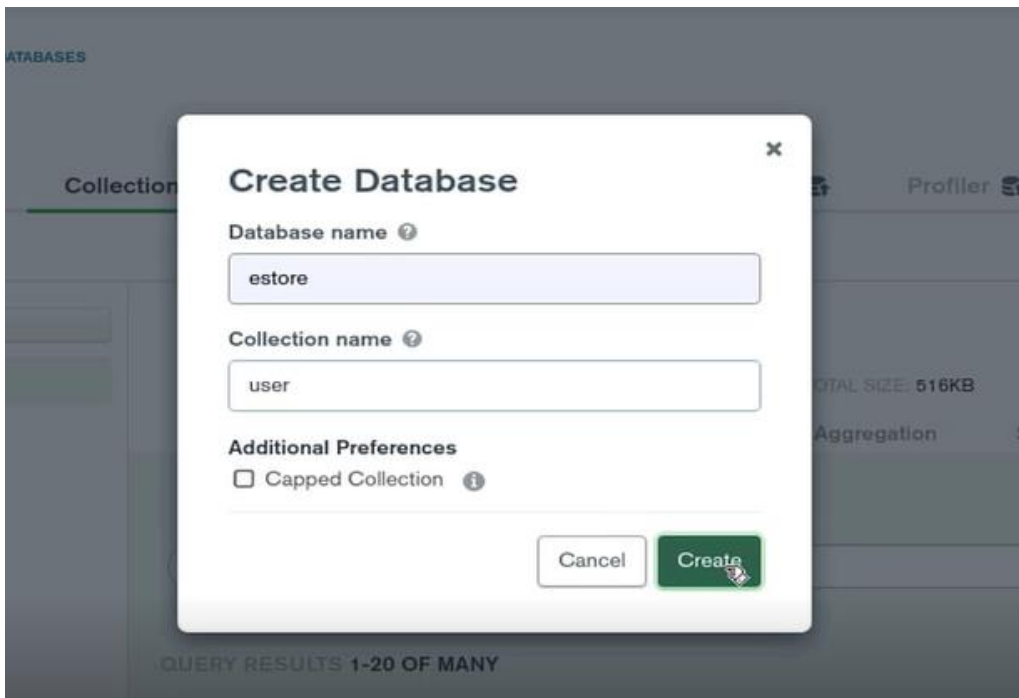 ATABASES
Create Database
Collection
Profiler
Database name
estore
Collection name
user
OTAL SIZE: 516KB
Aggregation
Additional Preferences
Capped Collection
Cancel
Create
QUERY RESULTS 1-20 OF MANY